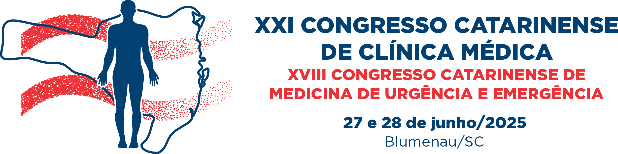 XXI CONGRESSO CATARINENSE
DE CLÍNICA MÉDICA
XVIII CONGRESSO CATARINENSE DE
MEDICINA DE URGÊNCIA E EMERGÊNCIA
27 e 28 de junho/2025
Blumenau/SC